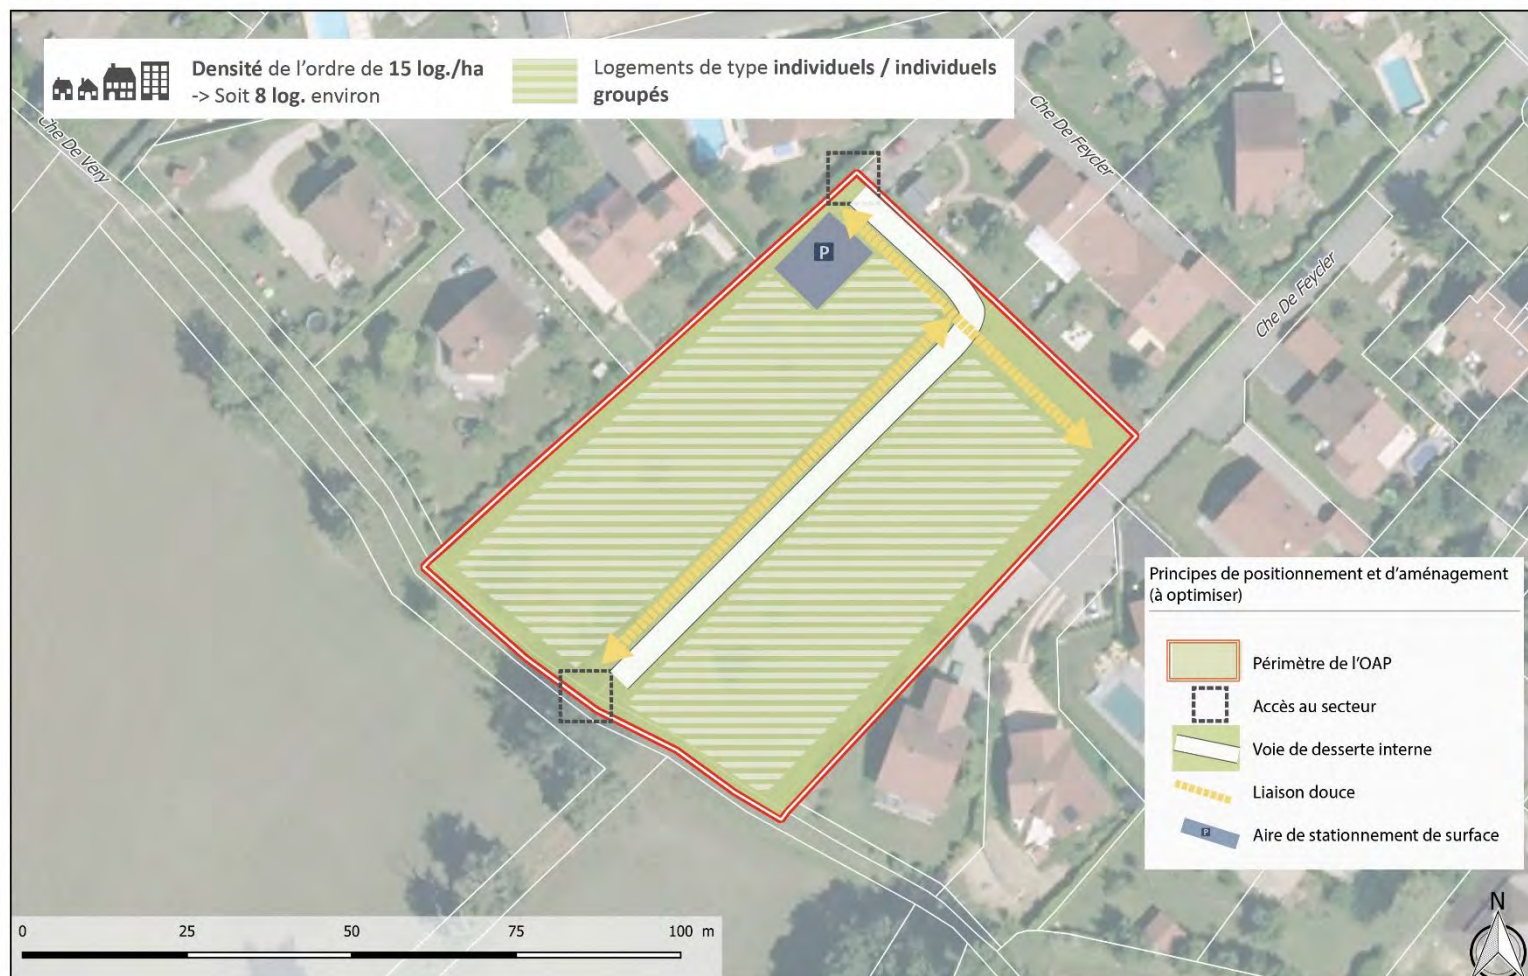 Densité de l'ordre de 15 log./ha
-> Soit 8 log. environ
Logements de type individuels / individuels
groupés
Che De Very
Che De Feycler
Che De Feycler
P
Principes de positionnement et d'aménagement
(à optimiser)
Périmètre de l'OAP
Accès au secteur
Voie de desserte interne
Liaison douce
P
Aire de stationnement de surface
0 25 50 75 100 m
N